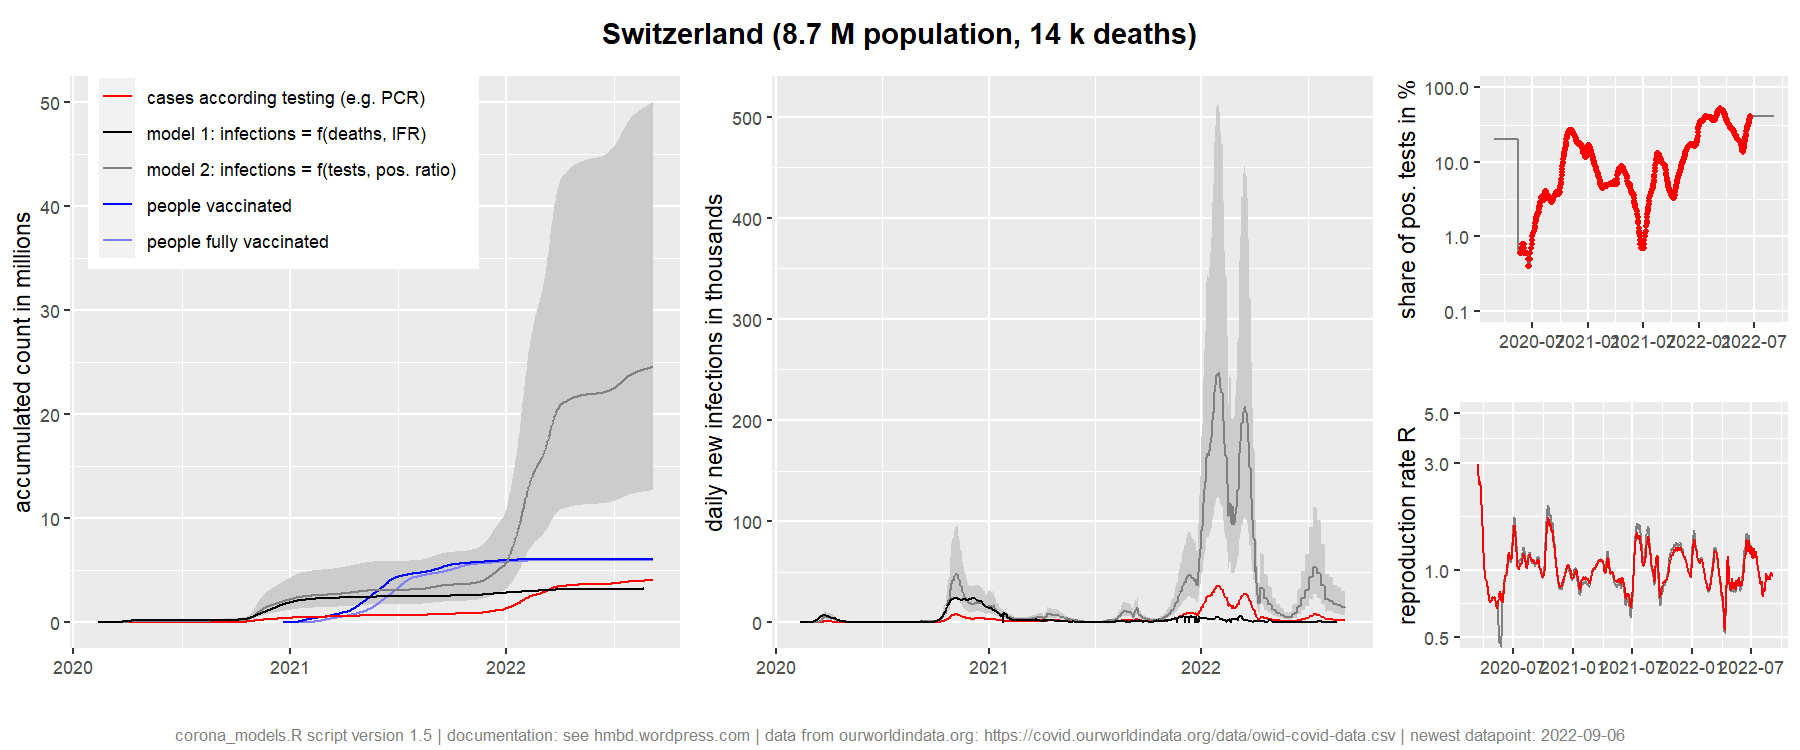 Switzerland (8.7 M population, 14 k deaths)
accumulated count in millions
50
40
30
20
10
0
2020
2021
2022
cases according testing (e.g. PCR)
model 1: infections = f(deaths, IFR)
model 2: infections = f(tests, pos. ratio)
people vaccinated
people fully vaccinated
daily new infections in thousands
500
400
300
200
100
0
2020
2021
2022
share of pos. tests in %
100.0
10.0
1.0
0.1
2020-07 2021-01 2021-07 2022-01 2022-07
reproduction rate R
5.0
3.0
1.0
0.5
2020-07 2021-01 2021-07 2022-01 2022-07
corona_models.R script version 1.5 | documentation: see hmbd.wordpress.com | data from ourworldindata.org: https://covid.ourworldindata.org/data/owid-covid-data.csv | newest datapoint: 2022-09-06